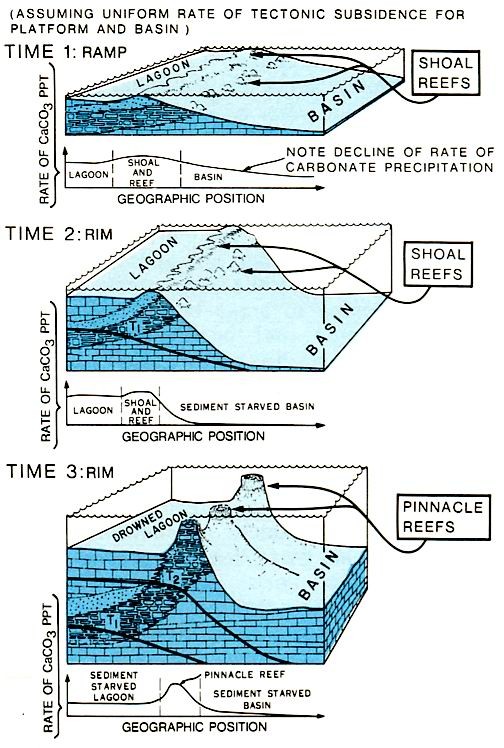 (ASSUMING UNIFORM RATE OF TECTONIC SUBSIDENCE FOR
PLATFORM AND BASIN)
TIME 1: RAMP
LAGOON
SHOAL
REEFS
BASIN
RATE OF CaCO3 PPT
NOTE DECLINE OF RATE OF
CARBONATE PRECIPITATION
LAGOON
SHOAL
AND
REEF
BASIN
GEOGRAPHIC POSITION
TIME 2: RIM
LAGOON
SHOAL
REEFS
BASIN
T1
RATE OF CaCO3 PPT
LAGOON
SHOAL
AND
REEF
SEDIMENT STARVED BASIN
GEOGRAPHIC POSITION
TIME 3: RIM
DROWNED
LAGOON
PINNACLE
REEFS
BASIN
T2
T1
RATE OF CaCO3 PPT
SEDIMENT
STARVED
LAGOON
PINNACLE REEF
SEDIMENT STARVED
BASIN
GEOGRAPHIC POSITION